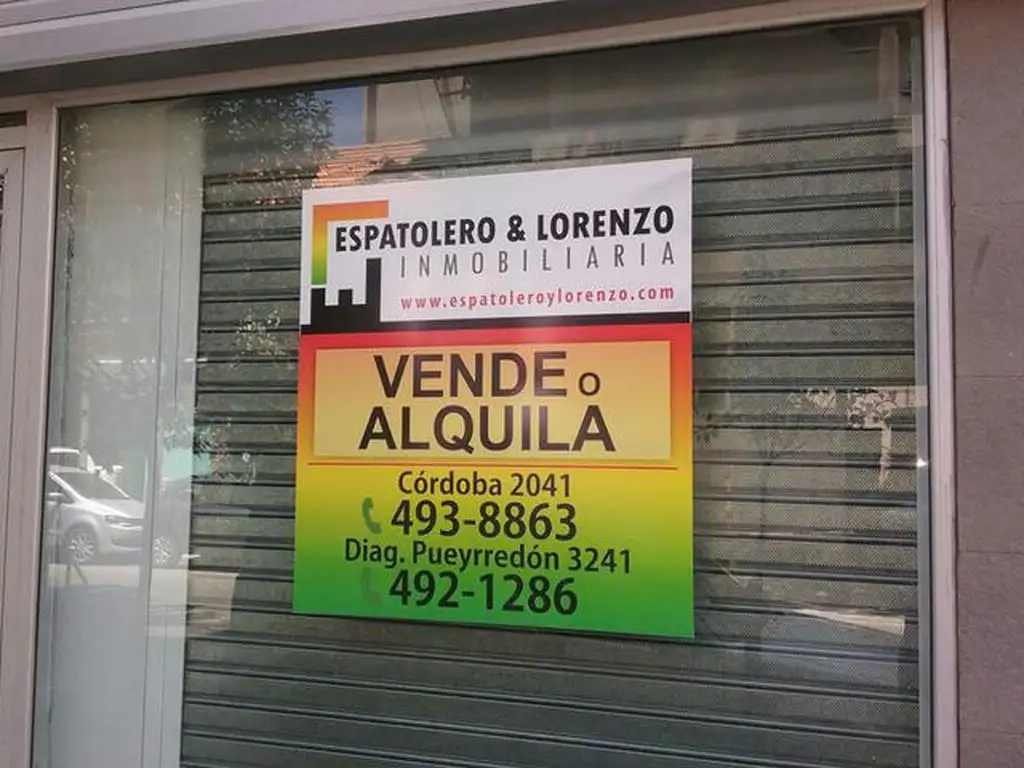 ESPATOLERO & LORENZO
INMOBILIARIA
www.espatoleroylorenzo.com
VENDE o
ALQUILA
Córdoba 2041
493-8863
Diag. Pueyrredón 3241
492-1286